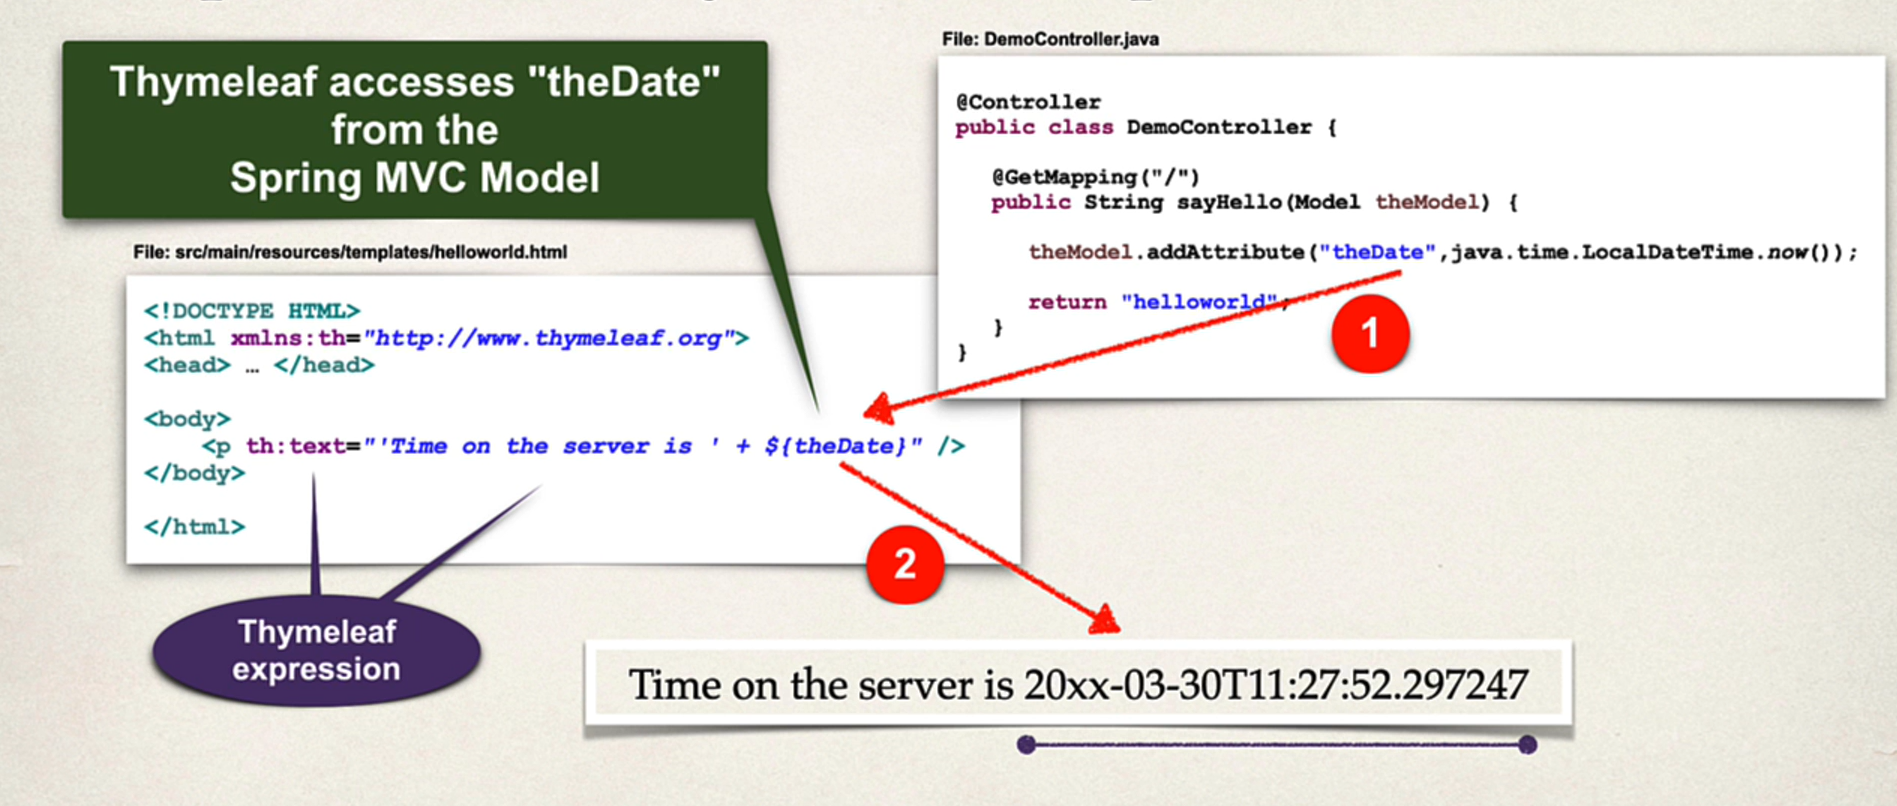 Thymeleaf accesses "theDate"
from the
Spring MVC Model
File: DemoController.java
@Controller
public class DemoController {
@GetMapping("/")
public String sayHello(Model theModel) {
theModel.addAttribute("theDate",java.time.LocalDateTime.now());
return "helloworld";
}
}
1
File: src/main/resources/templates/helloworld.html
<!DOCTYPE HTML>
<html xmlns:th="http://www.thymeleaf.org">
<head> … </head>
<body>
<p th:text="'Time on the server is ' + ${theDate}" />
</body>
</html>
2
Thymeleaf
expression
Time on the server is 20xx-03-30T11:27:52.297247